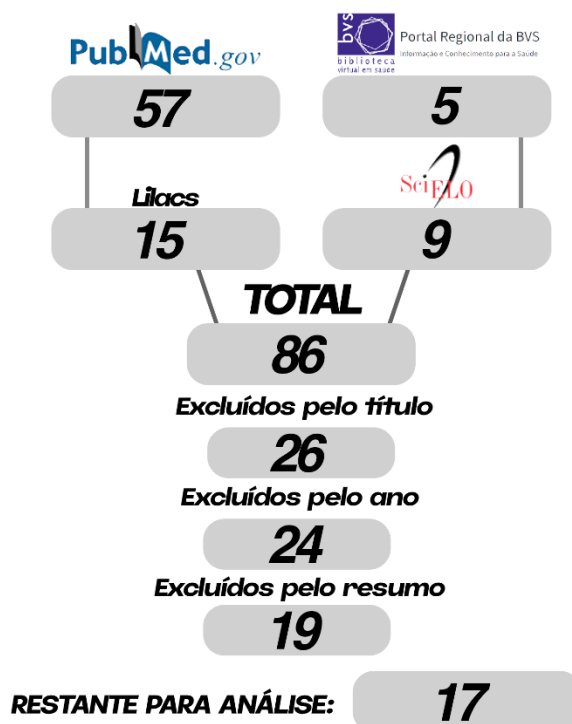 PubMed.gov
bvs
biblioteca
virtual em saúde
Portal Regional da BVS
Informação e Conhecimento para a Saúde
57
5
Lilacs
SciELO
15
9
TOTAL
86
Excluídos pelo título
26
Excluídos pelo ano
24
Excluídos pelo resumo
19
RESTANTE PARA ANÁLISE:
17